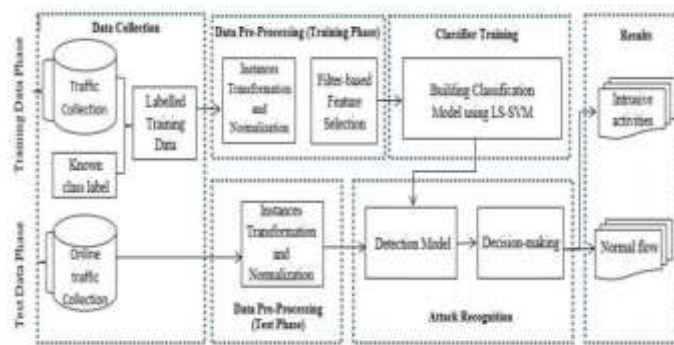 Data Collection
Data Pre-Processing (Training Phase)
Classifier Training
Results
Training Data Phase
Traffic
Collection
Known
class label
Labelled
Training
Data
Instances
Transformation
and
Normalization
Filter-based
Feature
Selection
Building Classification
Model using LS-SVM
Intrusive
activities
Test Data Phase
Online
traffic
Collection
Instances
Transformation
and
Normalization
Data Pre-Processing
(Test Phase)
Detection Model
Decision-making
Attack Recognition
Normal flow